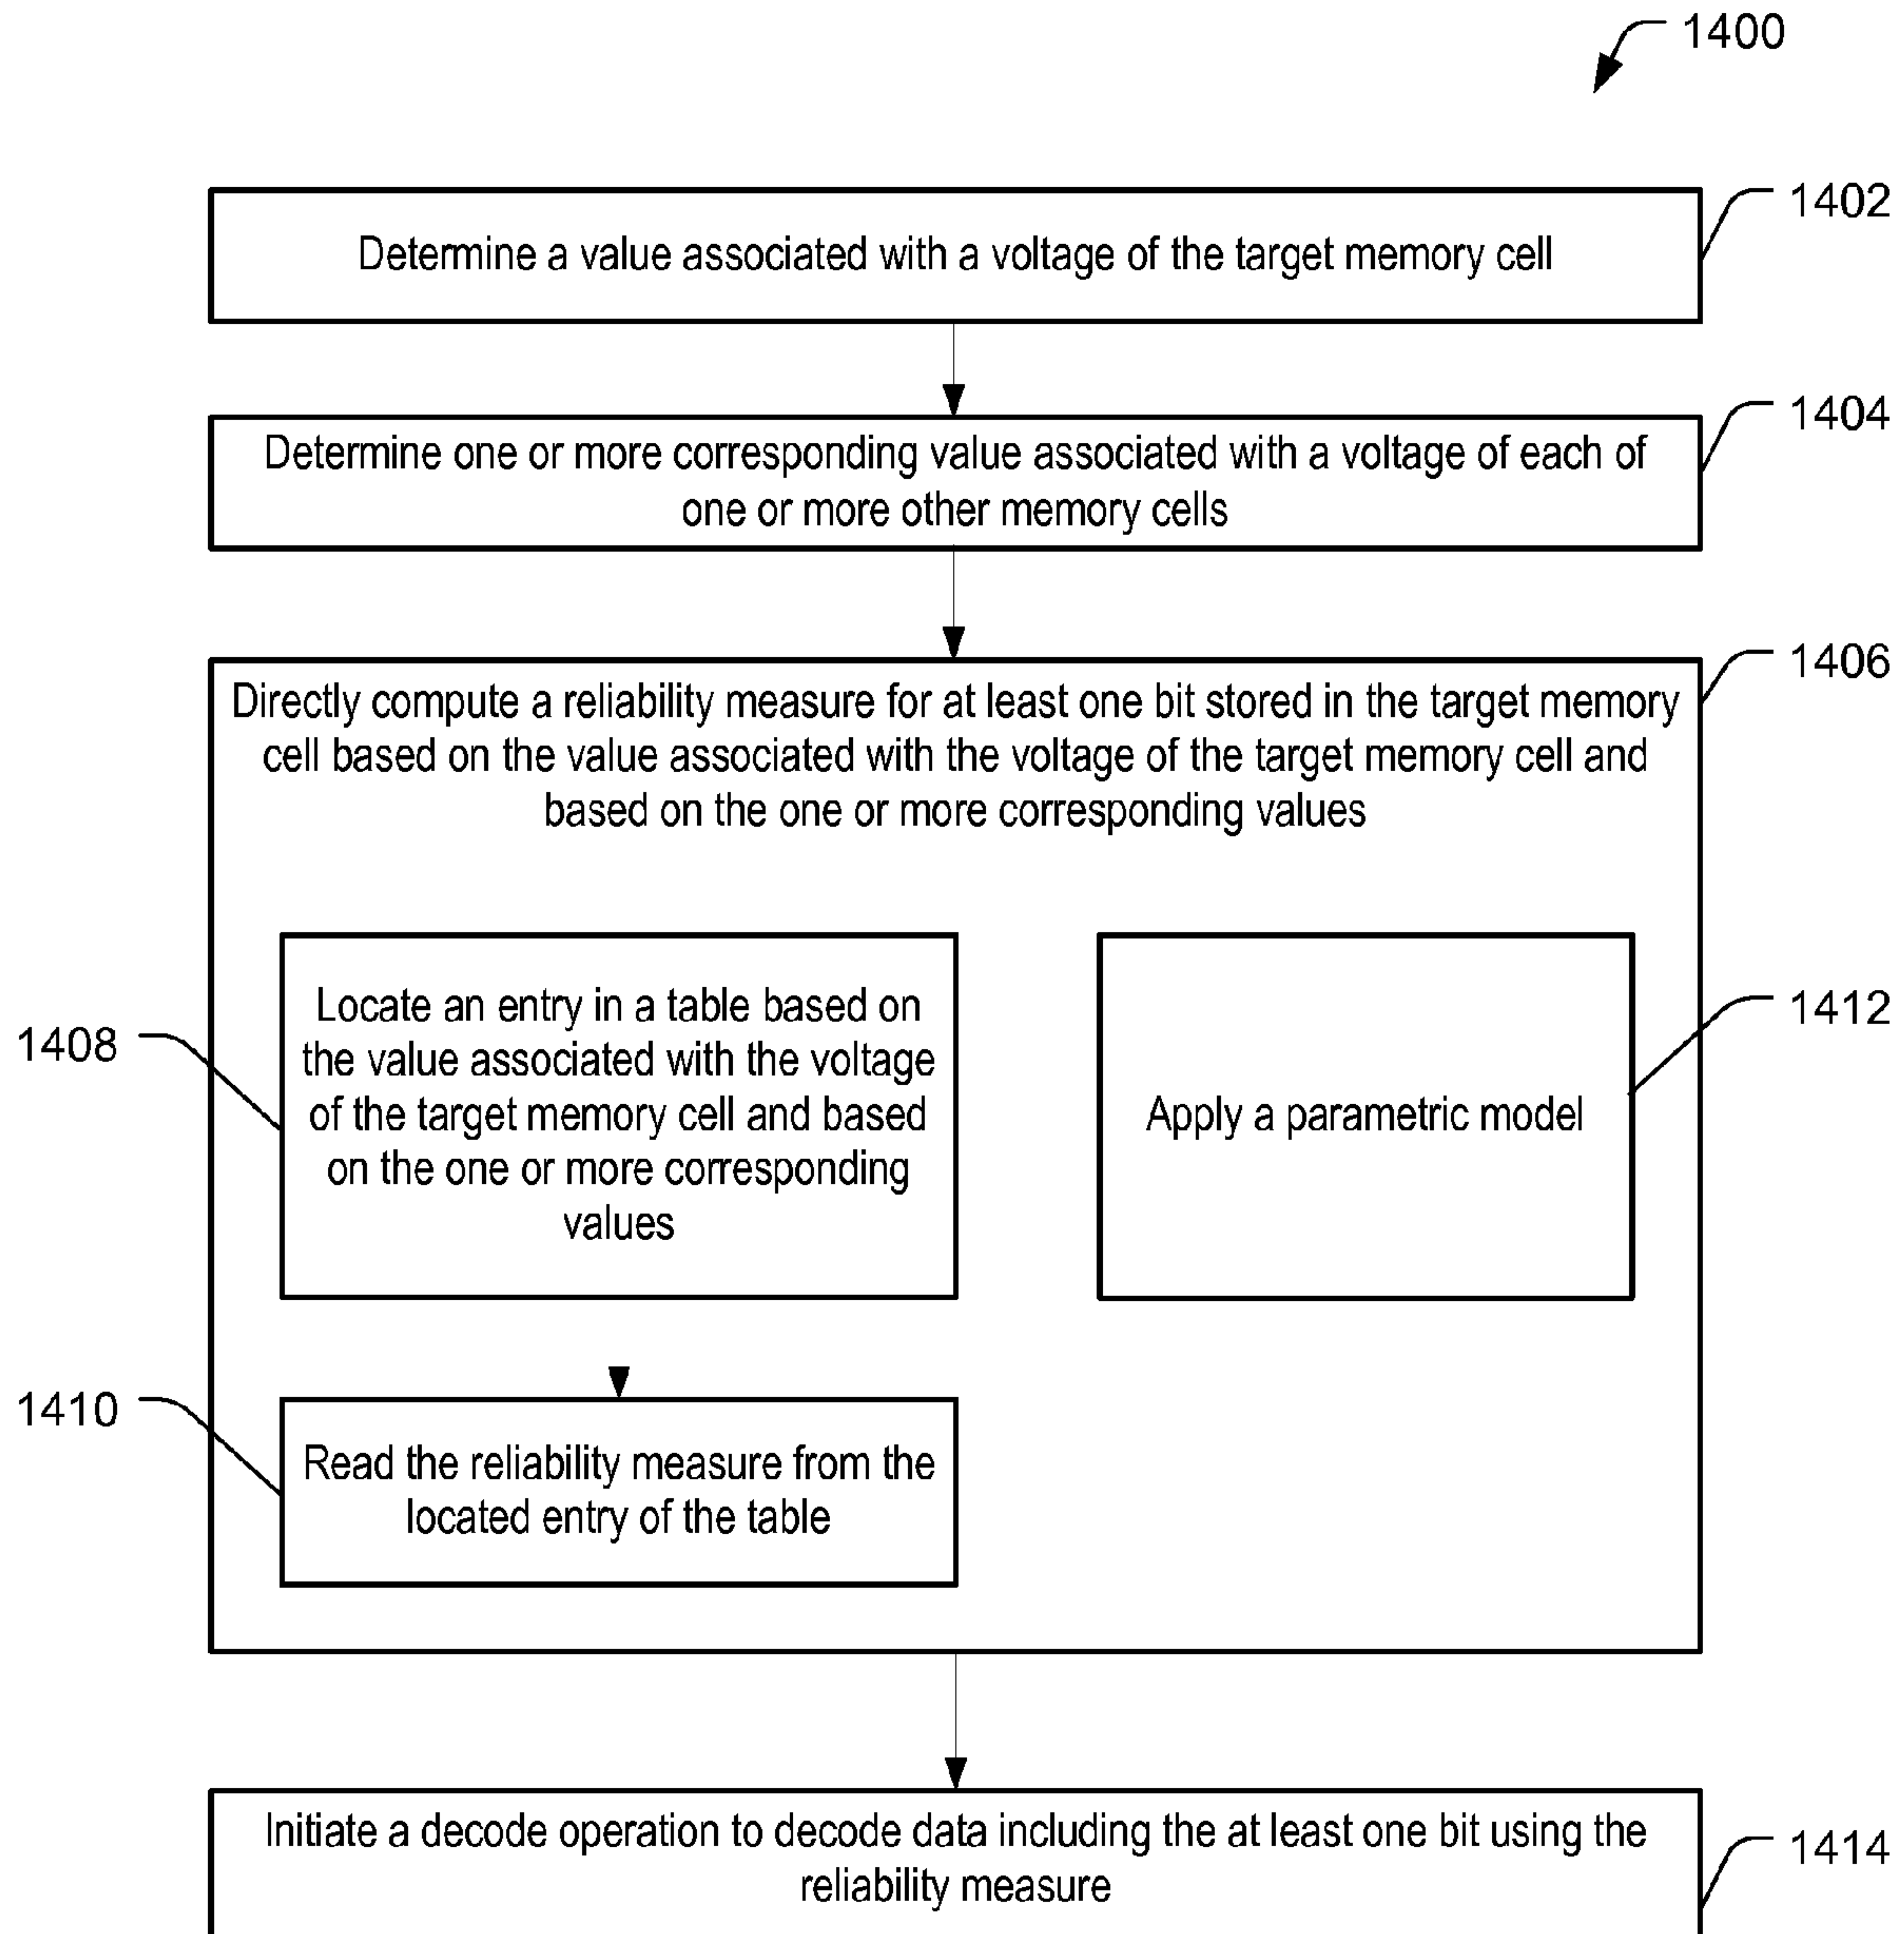 1400
1402
Determine a value associated with a voltage of the target memory cell
1404
Determine one or more corresponding value associated with a voltage of each of
one or more other memory cells
1406
Directly compute a reliability measure for at least one bit stored in the target memory
cell based on the value associated with the voltage of the target memory cell and
based on the one or more corresponding values
1408
Locate an entry in a table based on
the value associated with the voltage
of the target memory cell and based
on the one or more corresponding
values
1412
Apply a parametric model
1410
Read the reliability measure from the
located entry of the table
Initiate a decode operation to decode data including the at least one bit using the
reliability measure
1414